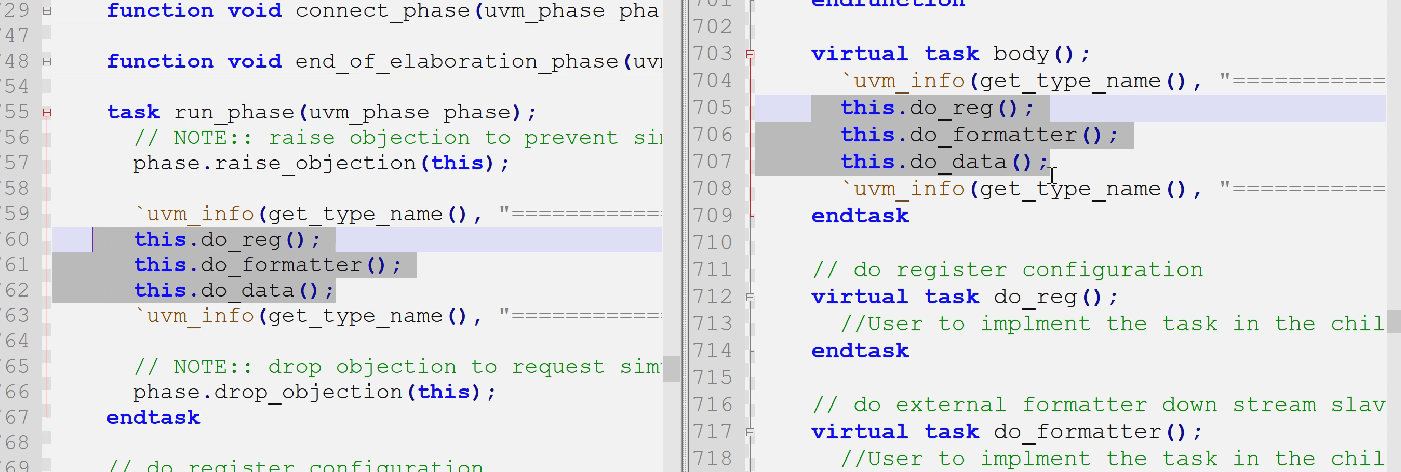 29 function void connect_phase(uvm_phase pha
47
48 function void end_of_elaboration_phase(uvm
54
55 task run_phase(uvm_phase phase);
56 // NOTE:: raise objection to prevent sim
57 phase.raise_objection(this);
58
59 `uvm_info(get_type_name(), "===========
60 this.do_reg();
61 this.do_formatter();
62 this.do_data();
63 `uvm_info(get_type_name(), "===========
64
65 // NOTE:: drop objection to request sim
66 phase.drop_objection(this);
67 endtask
68
69 // do register configuration
701 endfunction
702
703 virtual task body();
704 `uvm_info(get_type_name(), "===========
705 this.do_reg();
706 this.do_formatter();
707 this.do_data();
708 `uvm_info(get_type_name(), "===========
709 endtask
710
711 // do register configuration
712 virtual task do_reg();
713 //User to implment the task in the chil
714 endtask
715
716 // do external formatter down stream slav
717 virtual task do_formatter();
718 //User to implment the task in the chil